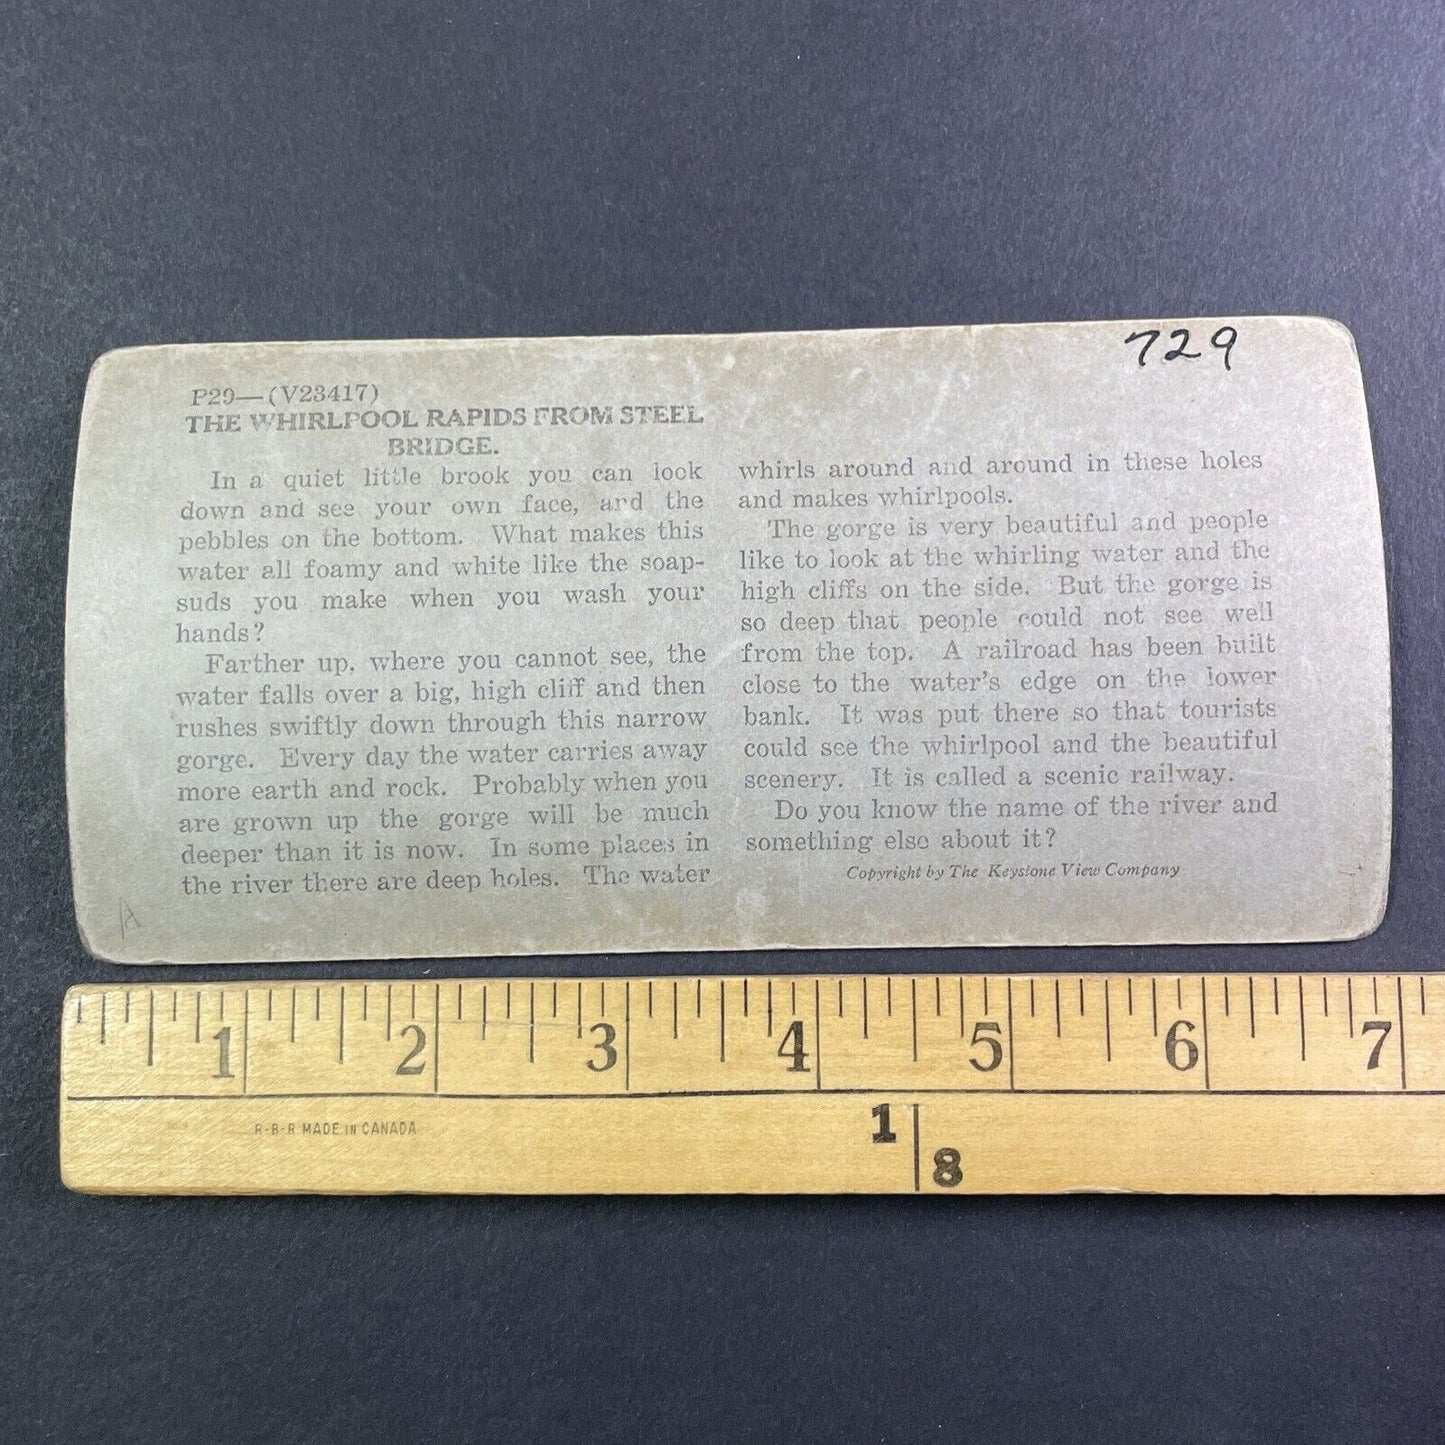 729
P29—(V23417)
THE WHIRLPOOL RAPIDS FROM STEEL
BRIDGE.
In a quiet little brook you can look
down and see your own face, and the
pebbles on the bottom. What makes this
water all foamy and white like the soap-
suds you make when you wash your
hands?
Farther up, where you cannot see, the
water falls over a big, high cliff and then
rushes swiftly down through this narrow
gorge. Every day the water carries away
more earth and rock. Probably when you
are grown up the gorge will be much
deeper than it is now. In some places in
the river there are deep holes. The water
whirls around and around in these holes
and makes whirlpools.
The gorge is very beautiful and people
like to look at the whirling water and the
high cliffs on the side. But the gorge is
so deep that people could not see well
from the top. A railroad has been built
close to the water's edge on the lower
bank. It was put there so that tourists
could see the whirlpool and the beautiful
scenery. It is called a scenic railway.
Do you know the name of the river and
something else about it?
Copyright by The Keystone View Company
A
1 2 3 4 5 6 7
R-B-R MADE IN CANADA
1 8